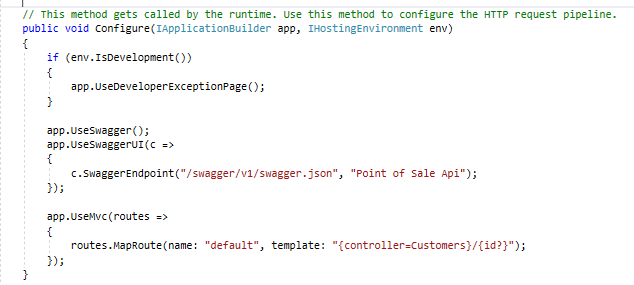 // This method gets called by the runtime. Use this method to configure the HTTP request pipeline.
public void Configure(IApplicationBuilder app, IHostingEnvironment env)
{
    if (env.IsDevelopment())
    {
        app.UseDeveloperExceptionPage();
    }

    app.UseSwagger();
    app.UseSwaggerUI(c =>
    {
        c.SwaggerEndpoint("/swagger/v1/swagger.json", "Point of Sale Api");
    });

    app.UseMvc(routes =>
    {
        routes.MapRoute(name: "default", template: "{controller=Customers}/{id?}");
    });
}